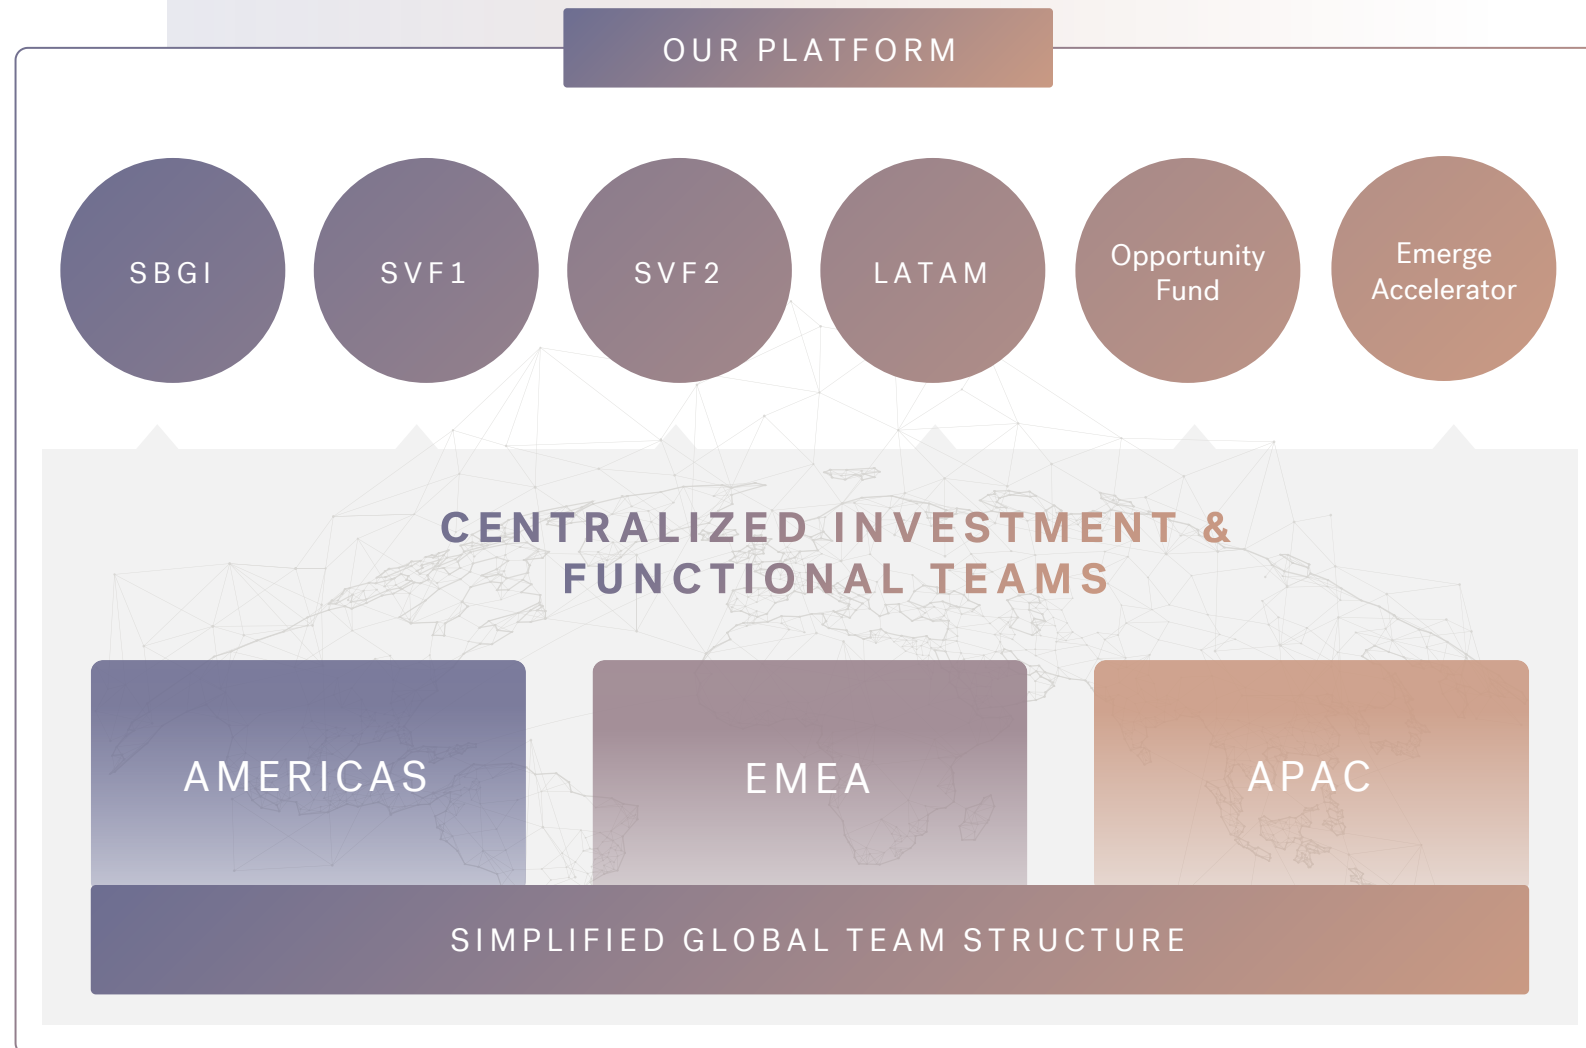 OUR PLATFORM
SBGI
SVF1
SVF2
LATAM
Opportunity
Fund
Emerge
Accelerator
CENTRALIZED INVESTMENT &
FUNCTIONAL TEAMS
AMERICAS
EMEA
APAC
SIMPLIFIED GLOBAL TEAM STRUCTURE